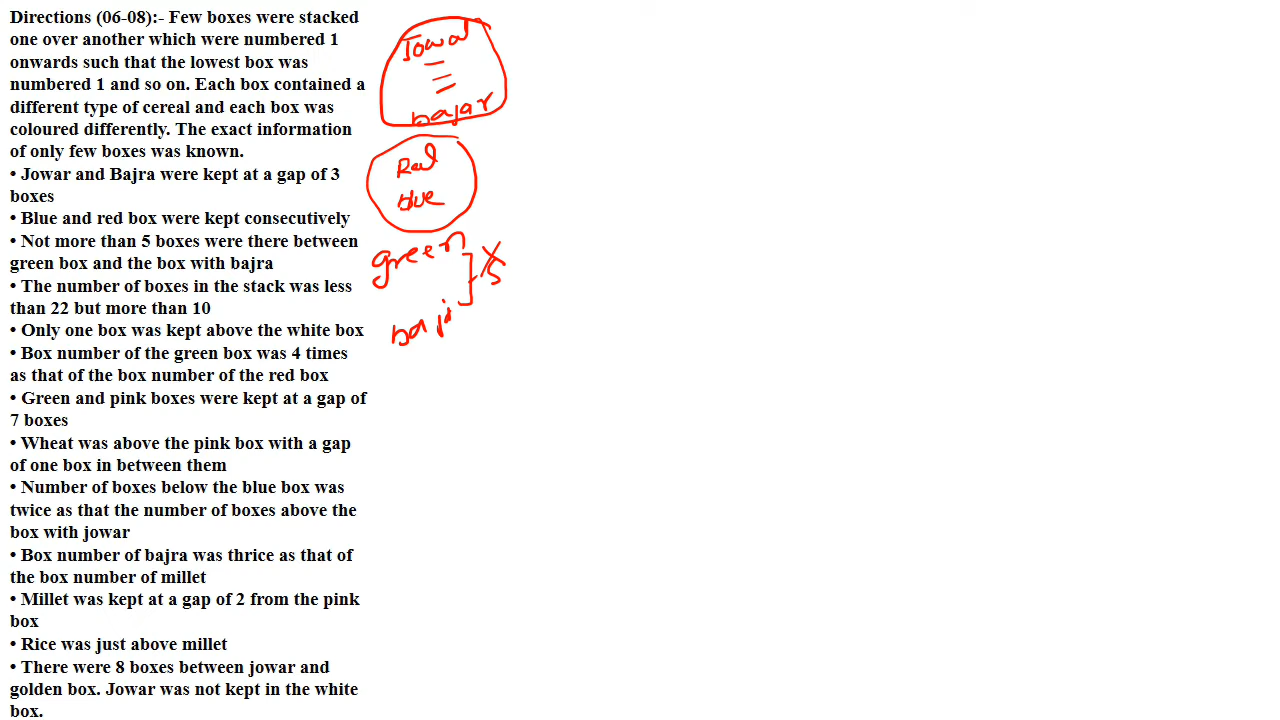 Directions (06-08):- Few boxes were stacked
one over another which were numbered 1
onwards such that the lowest box was
numbered 1 and so on. Each box contained a
different type of cereal and each box was
coloured differently. The exact information
of only few boxes was known.
• Jowar and Bajra were kept at a gap of 3
boxes
• Blue and red box were kept consecutively
• Not more than 5 boxes were there between
green box and the box with bajra
• The number of boxes in the stack was less
than 22 but more than 10
• Only one box was kept above the white box
• Box number of the green box was 4 times
as that of the box number of the red box
• Green and pink boxes were kept at a gap of
7 boxes
• Wheat was above the pink box with a gap
of one box in between them
• Number of boxes below the blue box was
twice as that the number of boxes above the
box with jowar
• Box number of bajra was thrice as that of
the box number of millet
• Millet was kept at a gap of 2 from the pink
box
• Rice was just above millet
• There were 8 boxes between jowar and
golden box. Jowar was not kept in the white
box.
Jowal
bajar
Red
blue
green
5